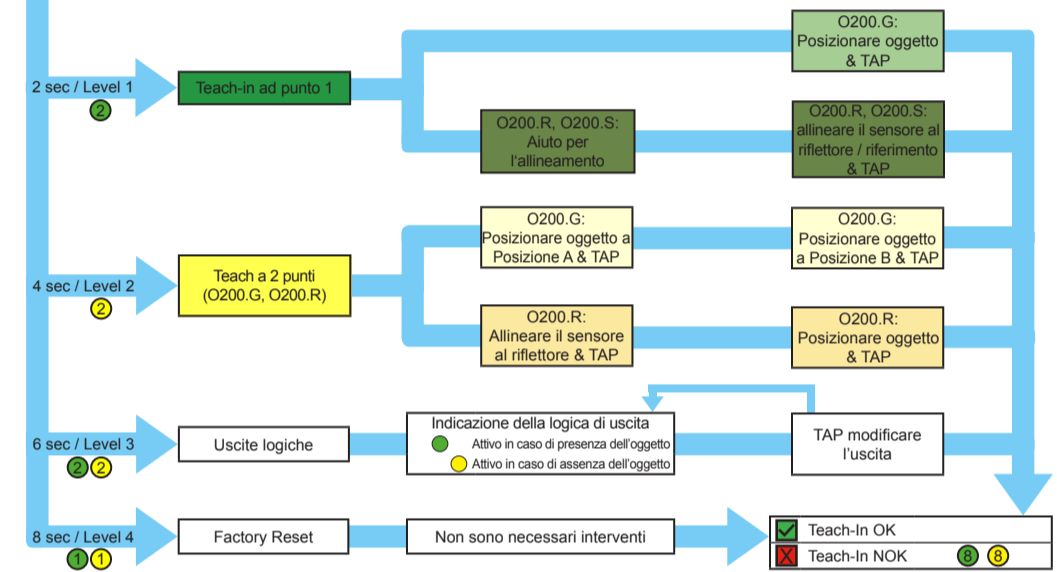 2 sec / Level 1
2
Teach-in ad punto 1
O200.G:
Posizionare oggetto
& TAP
O200.R, O200.S:
Aiuto per
l'allineamento
O200.R, O200.S:
allineare il sensore al
riflettore / riferimento
& TAP
4 sec / Level 2
2
Teach a 2 punti
(O200.G, O200.R)
O200.G:
Posizionare oggetto a
Posizione A & TAP
O200.G:
Posizionare oggetto
a Posizione B & TAP
O200.R:
Allineare il sensore
al riflettore & TAP
O200.R:
Posizionare oggetto
& TAP
6 sec / Level 3
2 2
Uscite logiche
Indicazione della logica di uscita
Attivo in caso di presenza dell'oggetto
Attivo in caso di assenza dell'oggetto
TAP modificare
l'uscita
8 sec / Level 4
1 1
Factory Reset
Non sono necessari interventi
Teach-In OK
Teach-In NOK 8 8